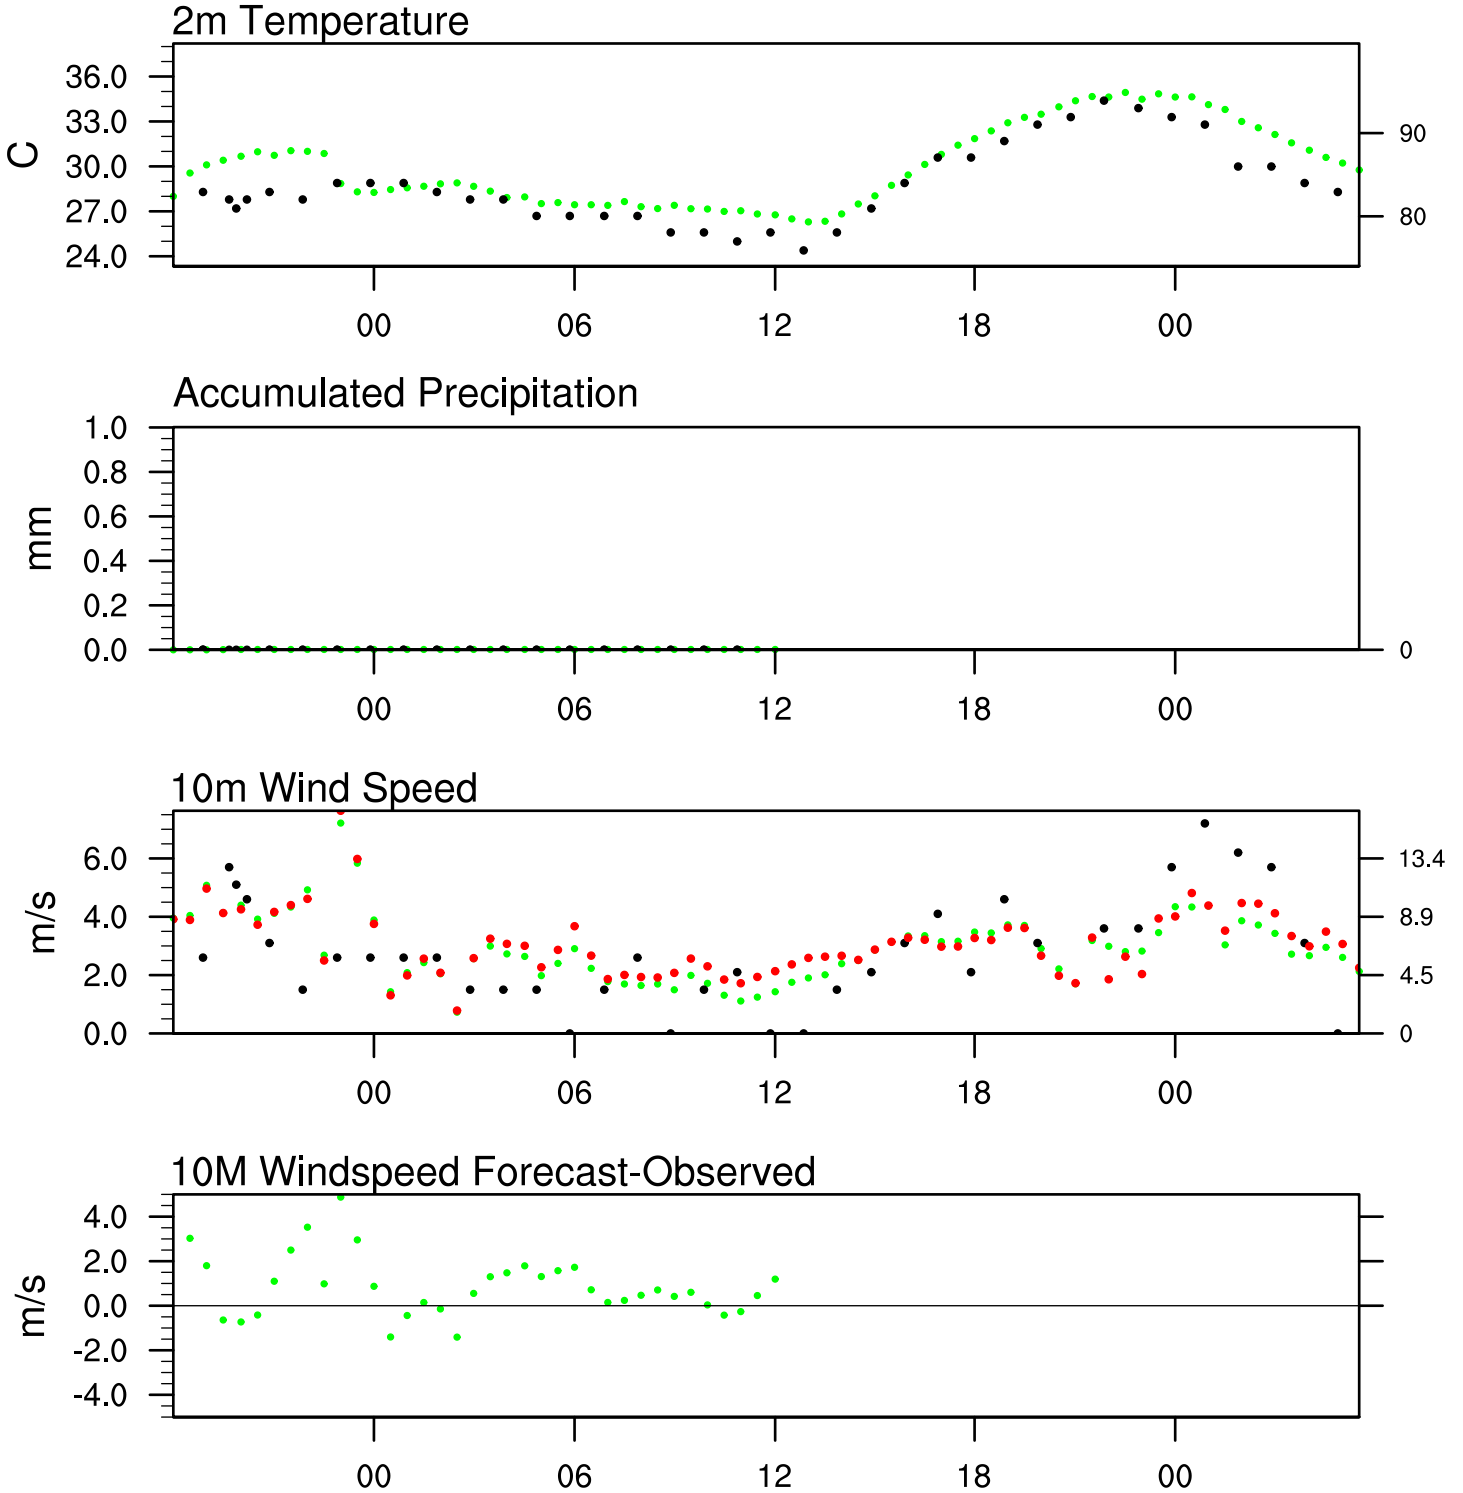 2m Temperature
36.0
33.0
30.0
27.0
24.0
C
90
80
00 06 12 18 00
Accumulated Precipitation
1.0
0.8
0.6
0.4
0.2
0.0
mm
0
00 06 12 18 00
10m Wind Speed
6.0
4.0
2.0
0.0
m/s
13.4
8.9
4.5
0
00 06 12 18 00
10M Windspeed Forecast-Observed
4.0
2.0
0.0
-2.0
-4.0
m/s
00 06 12 18 00